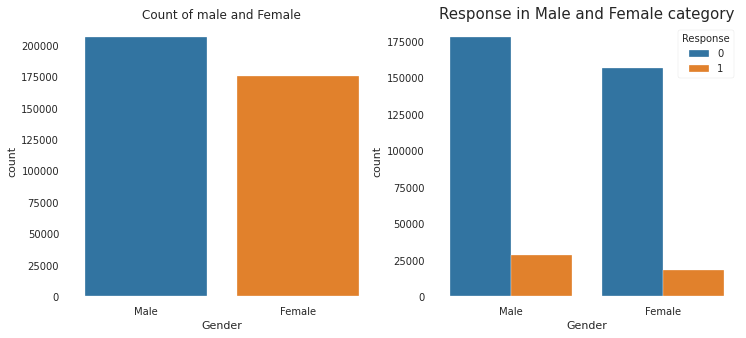 Count of male and Female
200000
175000
150000
125000
100000
75000
50000
25000
0
count
Male Female
Gender
Response in Male and Female category
175000
150000
125000
100000
75000
50000
25000
0
count
Male Female
Gender
Response
0
1